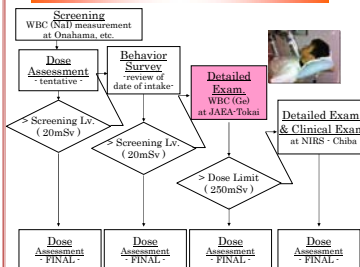 Screening
WBC (NaI) measurement
at Onahama, etc.
Dose
Assessment
- tentative -
Behavior
Survey
-review of
date of intake-
Detailed
Exam.
WBC (Ge)
at JAEA-Tokai
Detailed Exam.
& Clinical Exam.
at NIRS - Chiba
> Screening Lv.
( 20mSv )
> Screening Lv.
(20mSv )
> Dose Limit
(250mSv )
Dose
Assessment
- FINAL -
Dose
Assessment
- FINAL -
Dose
Assessment
- FINAL -
Dose
Assessment
- FINAL -